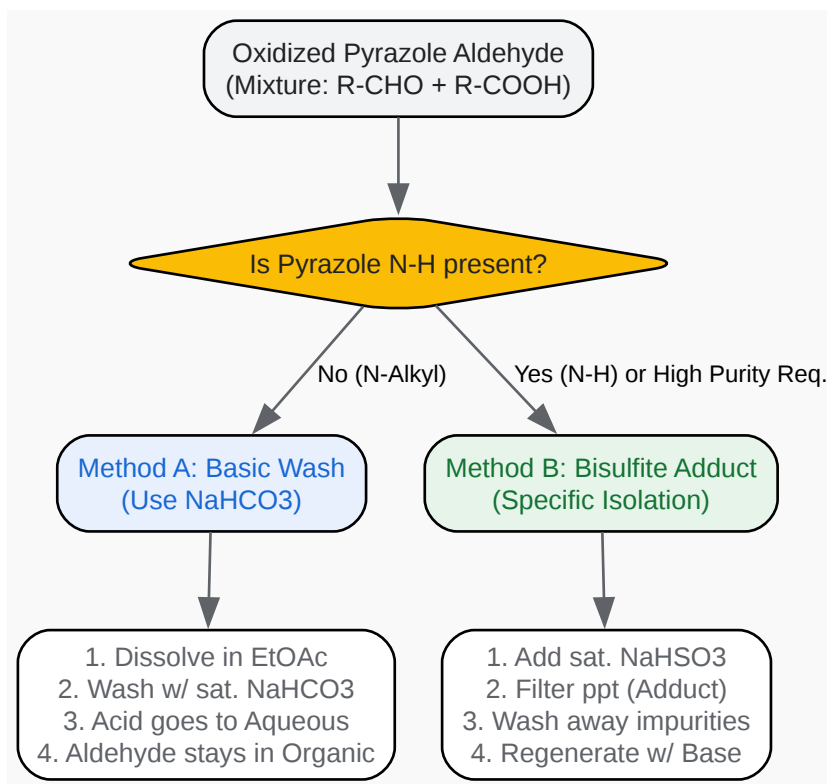 Oxidized Pyrazole Aldehyde
(Mixture: R-CHO + R-COOH)
Is Pyrazole N-H present?
No (N-Alkyl)
Yes (N-H) or High Purity Req.
Method A: Basic Wash
(Use NaHCO3)
Method B: Bisulfite Adduct
(Specific Isolation)
1. Dissolve in EtOAc
2. Wash w/ sat. NaHCO3
3. Acid goes to Aqueous
4. Aldehyde stays in Organic
1. Add sat. NaHSO3
2. Filter ppt (Adduct)
3. Wash away impurities
4. Regenerate w/ Base